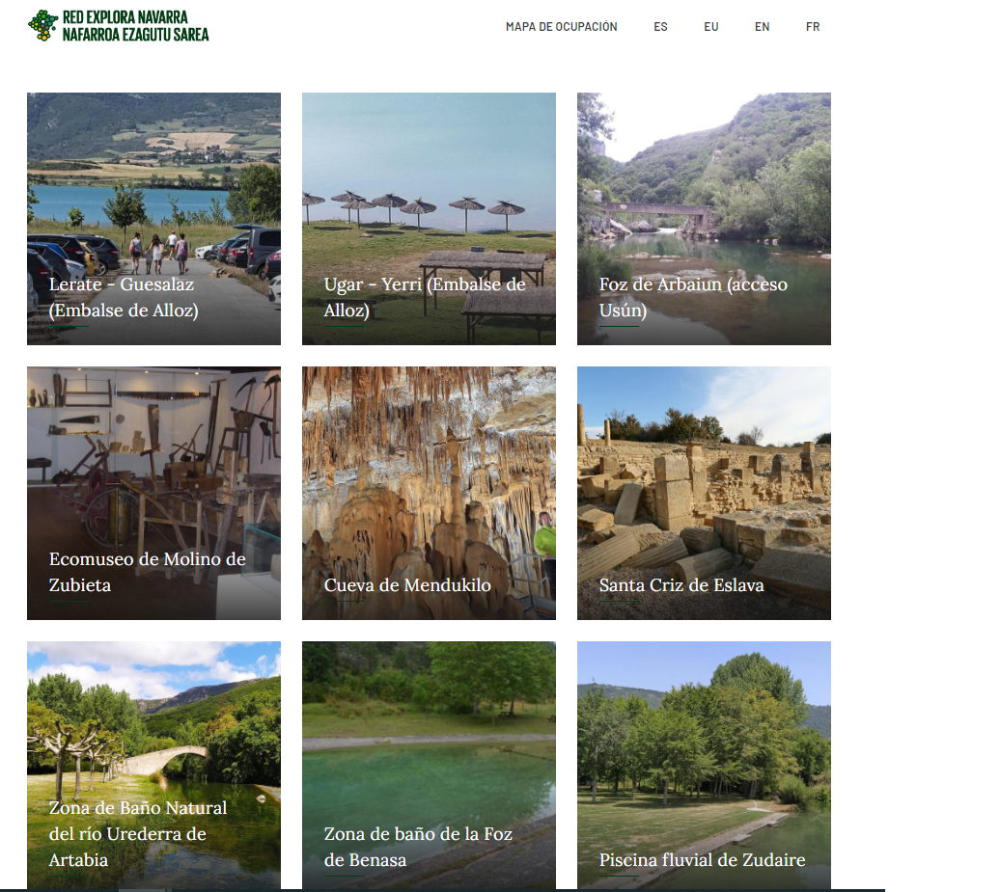 RED EXPLORA NAVARRA
NAFARROA EZAGUTU SAREA
MAPA DE OCUPACIÓN ES EU EN FR
Lerate - Guesalaz
(Embalse de Alloz)
Ugar - Yerri (Embalse de
Alloz)
Foz de Arbaiun (acceso
Usún)
Ecomuseo de Molino de
Zubieta
Cueva de Mendukilo
Santa Criz de Eslava
Zona de Baño Natural
del río Urederra de
Artabia
Zona de baño de la Foz
de Benasa
Piscina fluvial de Zudaire